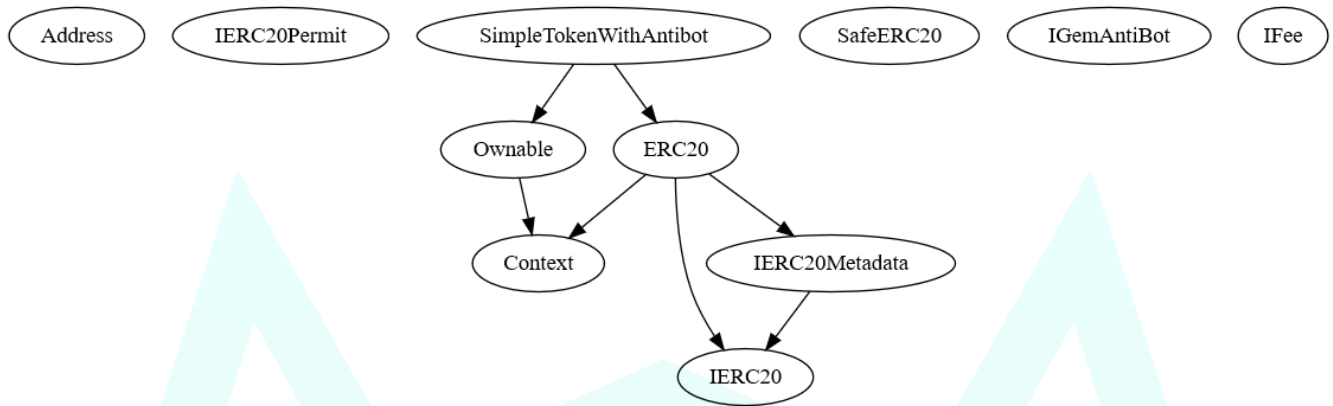 Address IERC20Permit SimpleTokenWithAntibot SafeERC20 IGemAntiBot IFee
Ownable ERC20
Context IERC20Metadata
IERC20